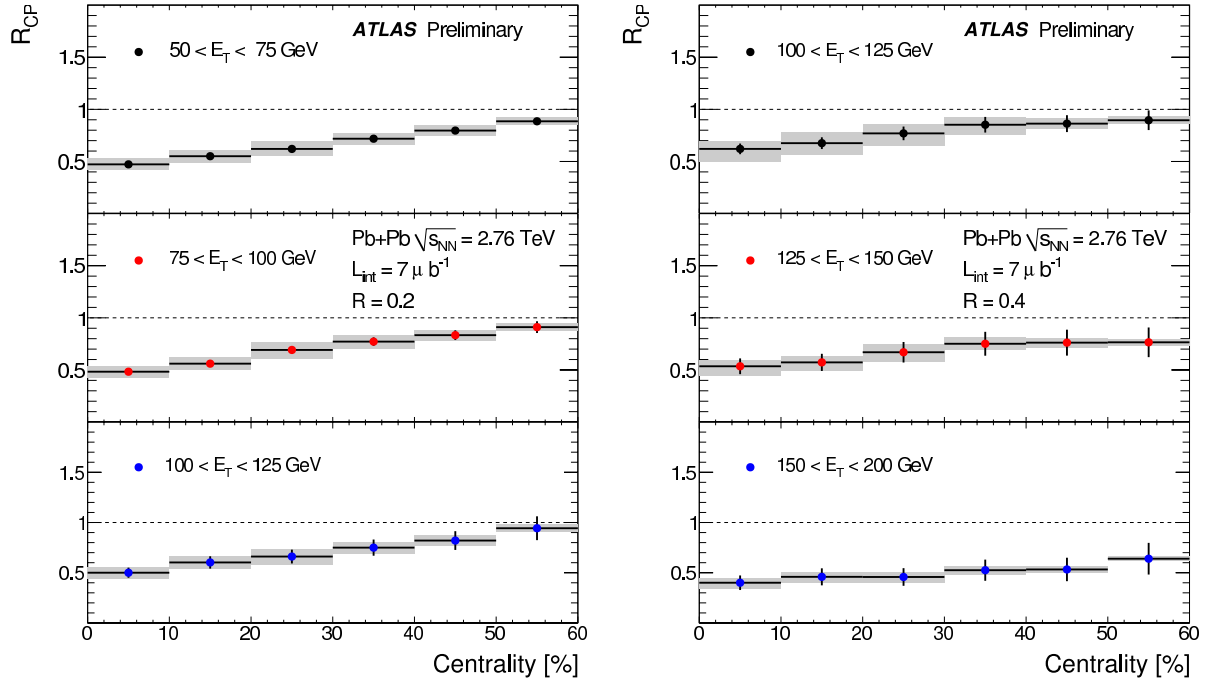 R_CP
ATLAS Preliminary
50 < E_T < 75 GeV
1.5
1
0.5
75 < E_T < 100 GeV
Pb+Pb √s_NN = 2.76 TeV
L_int = 7 μ b⁻¹
R = 0.2
1.5
1
0.5
100 < E_T < 125 GeV
1.5
1
0.5
0 10 20 30 40 50 60
Centrality [%]
R_CP
ATLAS Preliminary
100 < E_T < 125 GeV
1.5
1
0.5
125 < E_T < 150 GeV
Pb+Pb √s_NN = 2.76 TeV
L_int = 7 μ b⁻¹
R = 0.4
1.5
1
0.5
150 < E_T < 200 GeV
1.5
1
0.5
0 10 20 30 40 50 60
Centrality [%]